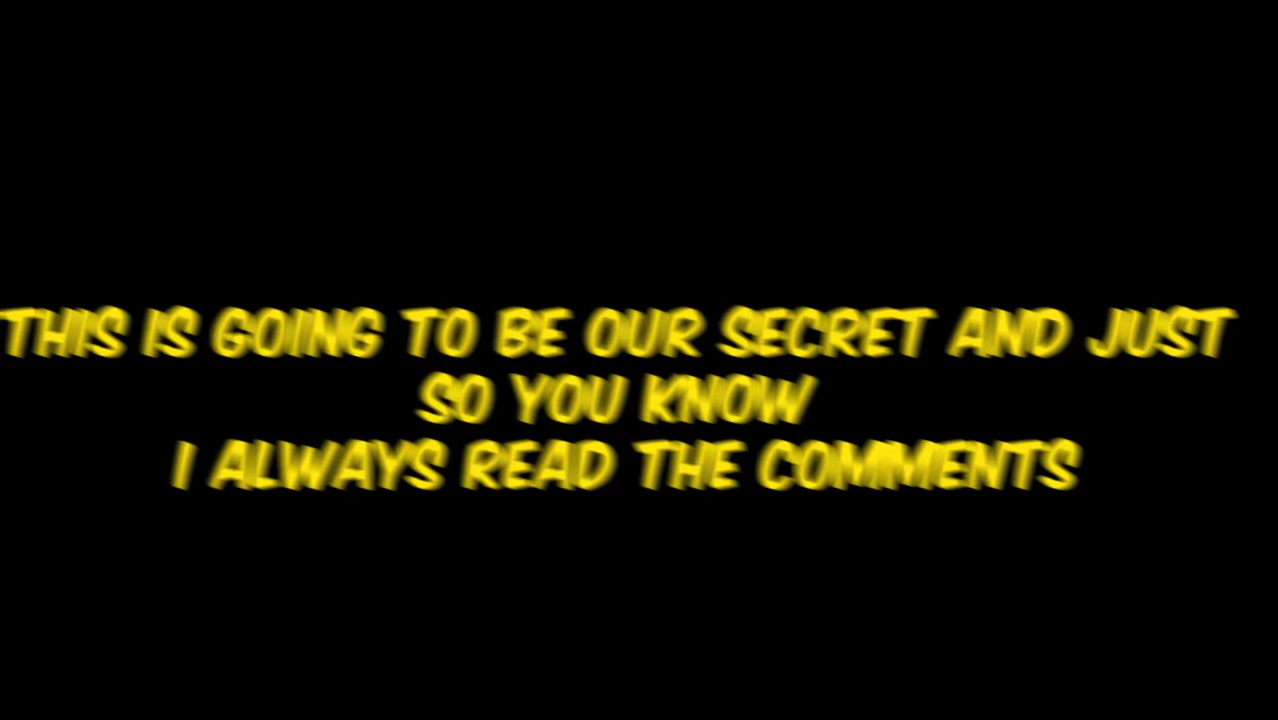 THIS IS GOING TO BE OUR SECRET AND JUST
SO YOU KNOW
I ALWAYS READ THE COMMENTS